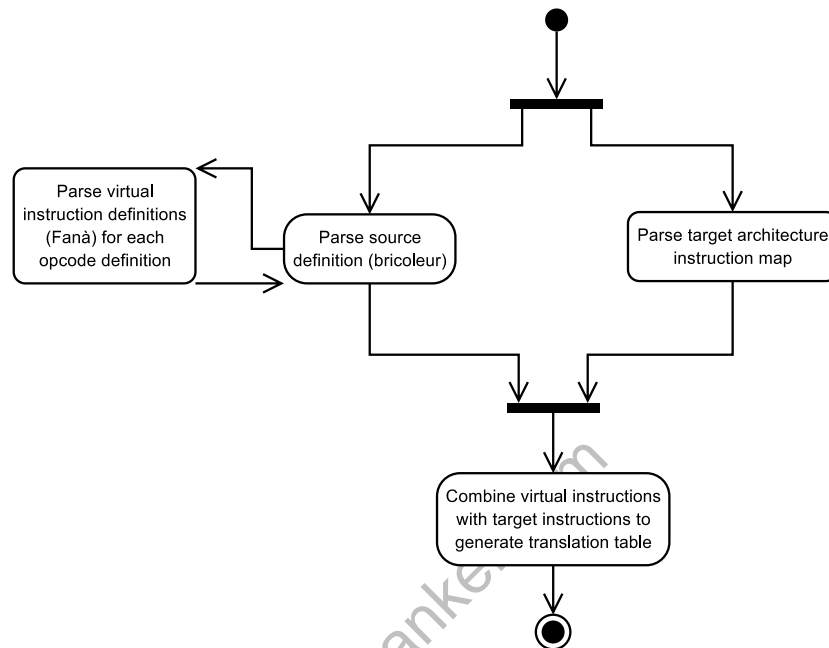 Parse virtual
instruction definitions
(Fanà) for each
opcode definition
Parse source
definition (bricoleur)
Parse target architecture
instruction map
Combine virtual instructions
with target instructions to
generate translation table